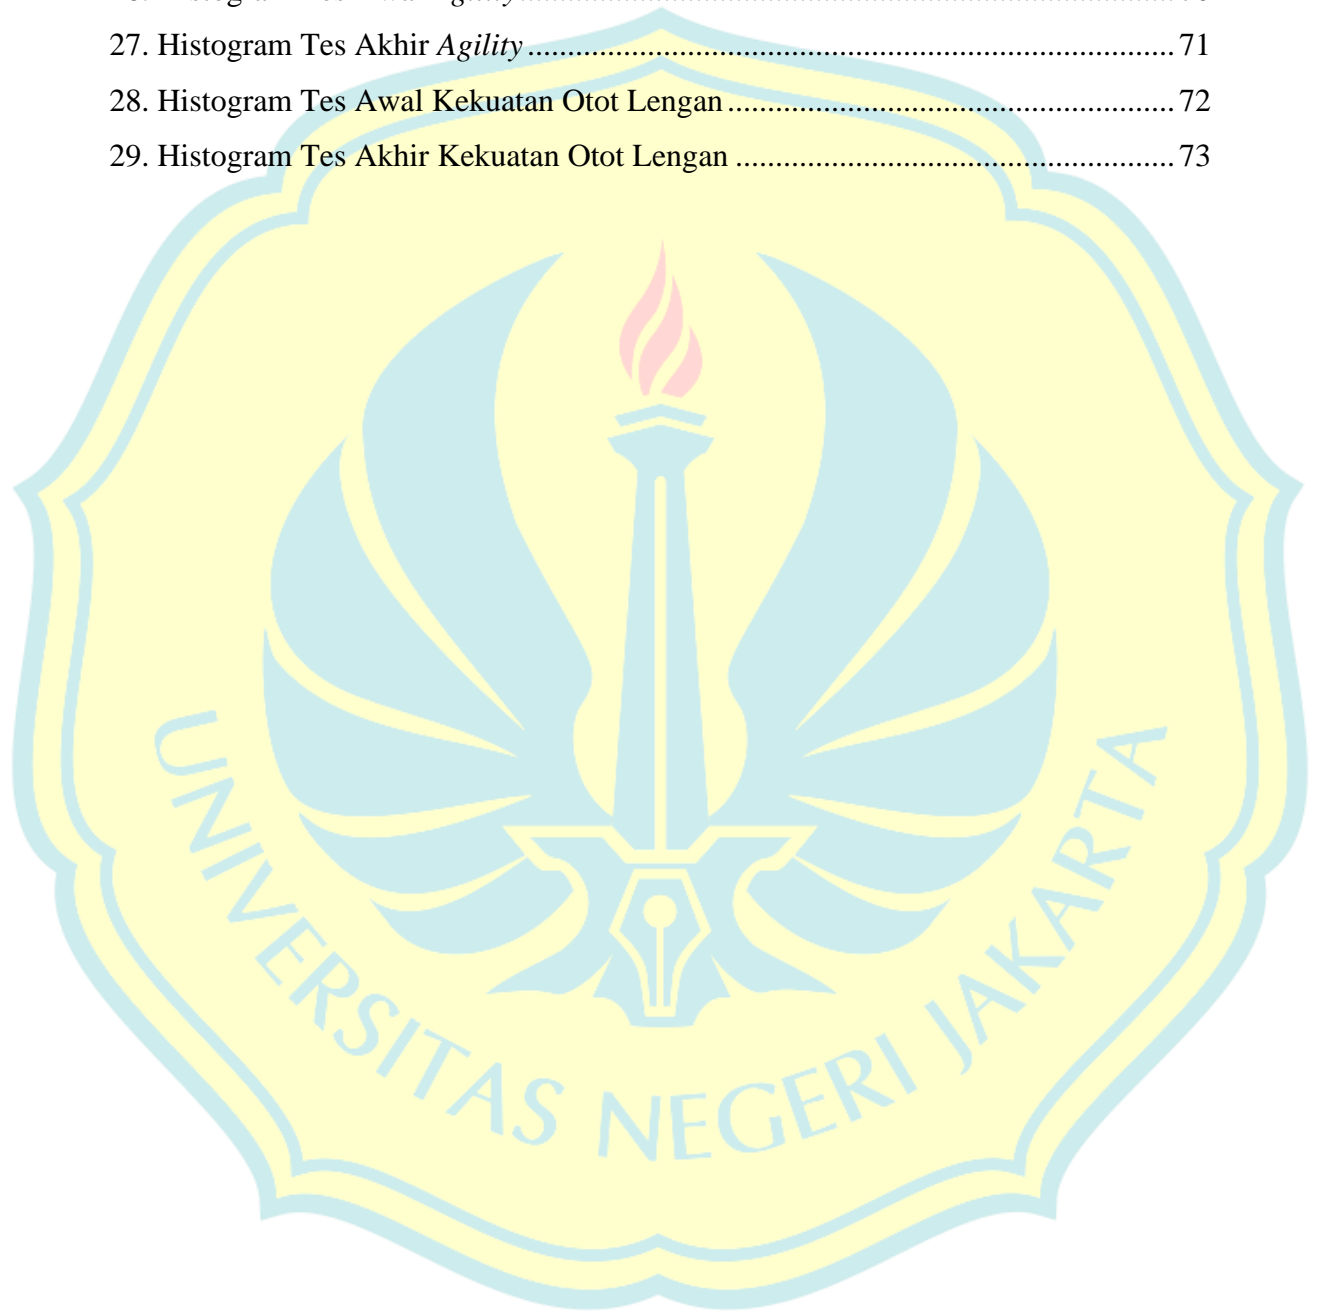 27. Histogram Tes Akhir Agility ........................................................................ 71
28. Histogram Tes Awal Kekuatan Otot Lengan ................................................ 72
29. Histogram Tes Akhir Kekuatan Otot Lengan ............................................... 73
UNIVERSITAS NEGERI JAKARTA